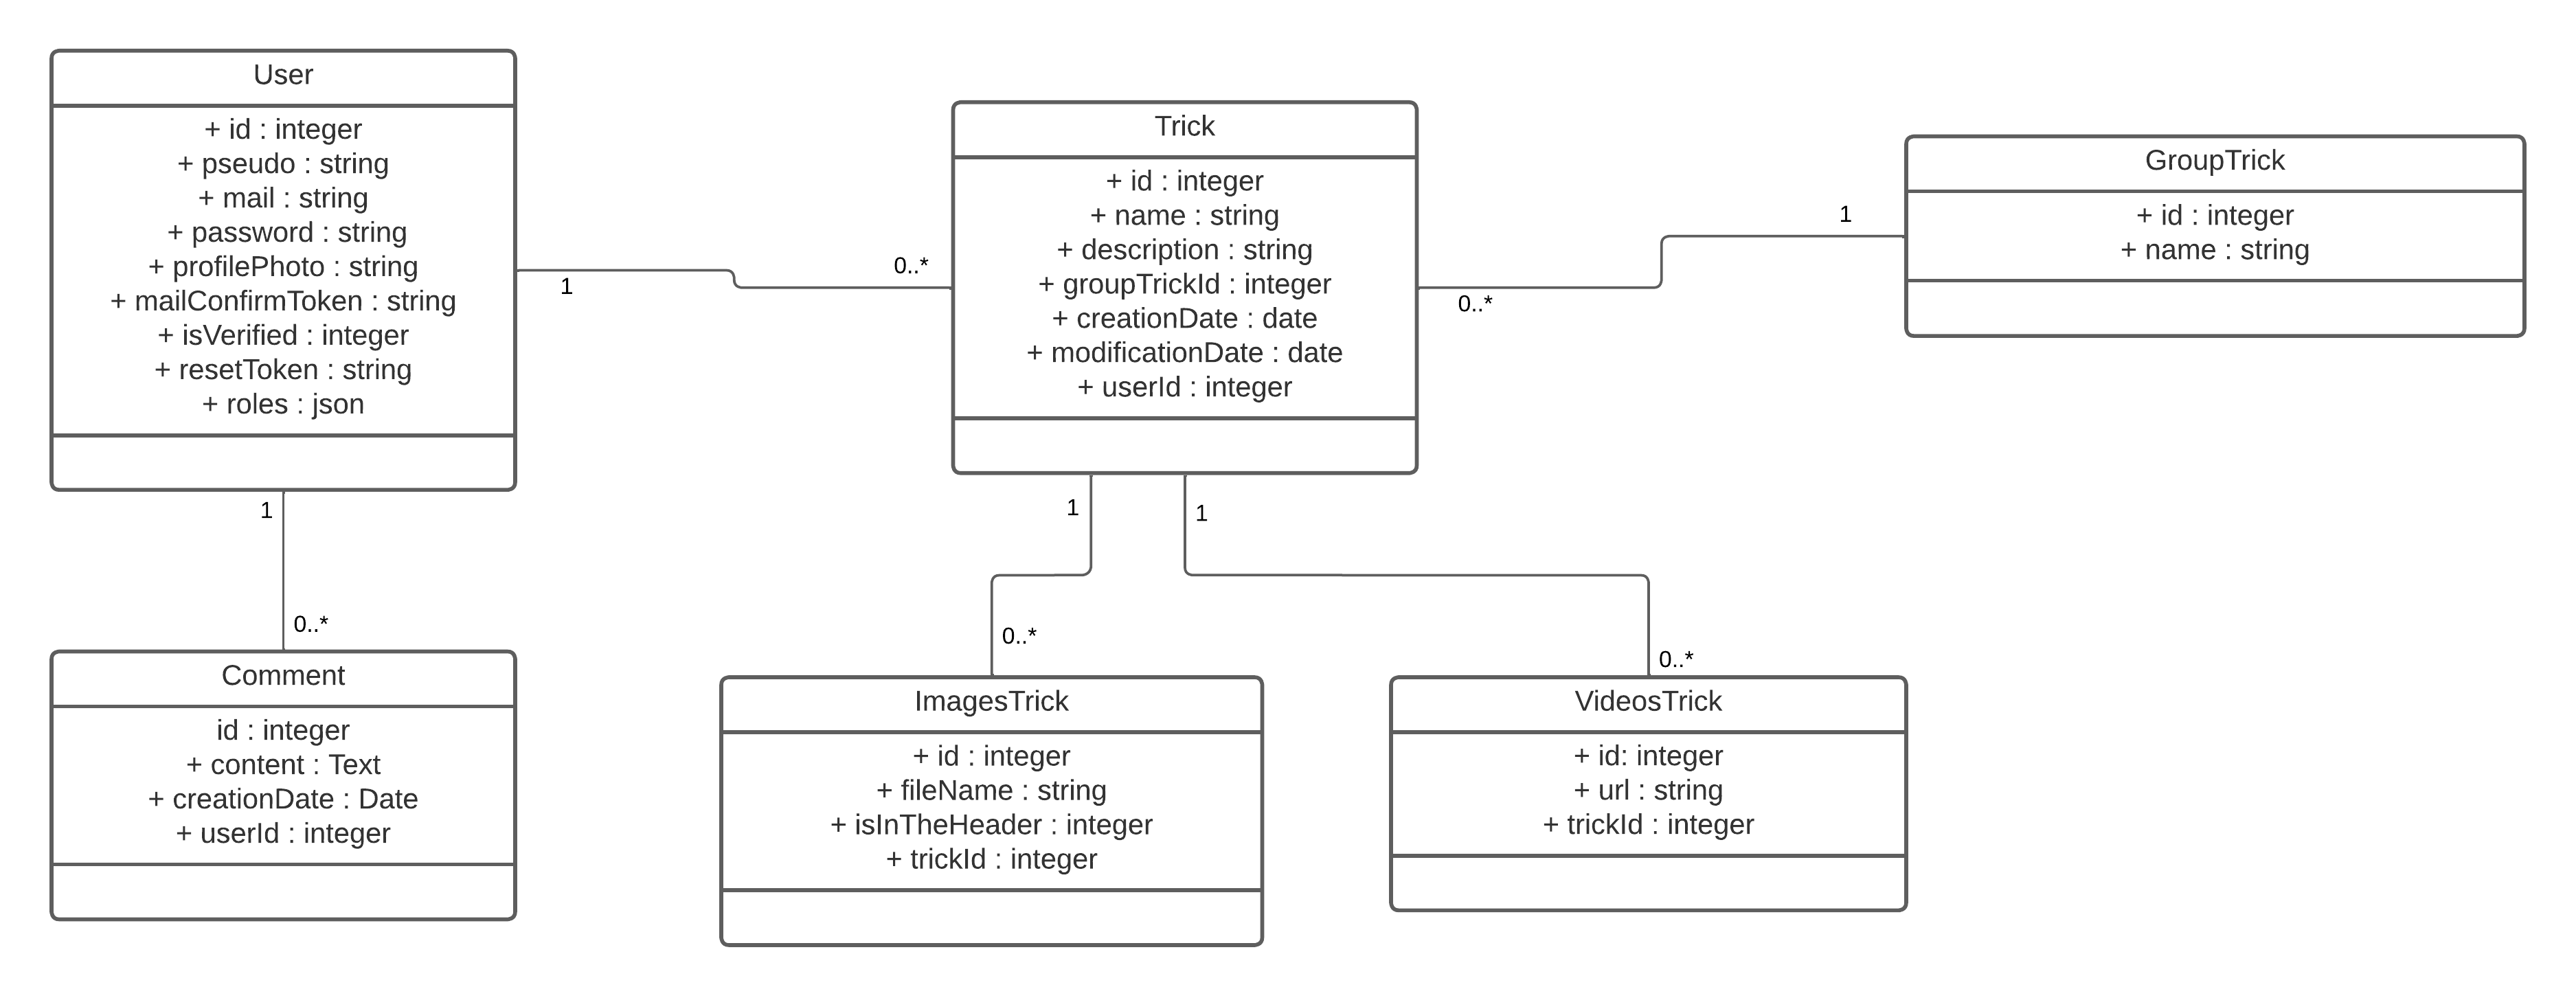 User
+ id : integer
+ pseudo : string
+ mail : string
+ password : string
+ profilePhoto : string
+ mailConfirmToken : string
+ isVerified : integer
+ resetToken : string
+ roles : json
1
0..*
Trick
+ id : integer
+ name : string
+ description : string
+ groupTrickId : integer
+ creationDate : date
+ modificationDate : date
+ userId : integer
0..*
1
GroupTrick
+ id : integer
+ name : string
1
0..*
Comment
id : integer
+ content : Text
+ creationDate : Date
+ userId : integer
1
0..*
ImagesTrick
+ id : integer
+ fileName : string
+ isInTheHeader : integer
+ trickId : integer
1
0..*
VideosTrick
+ id: integer
+ url : string
+ trickId : integer